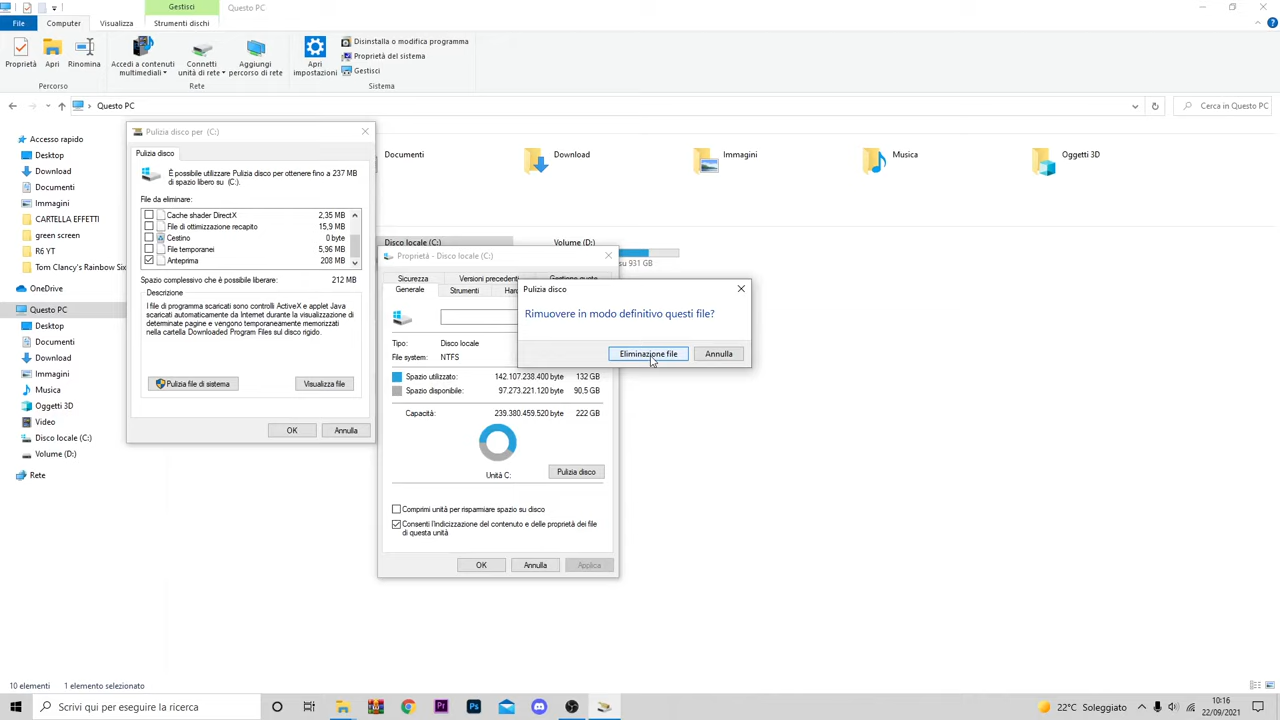 Gestisci
Questo PC
File
Computer
Visualizza
Strumenti dischi
Proprietà
Apri
Rinomina
Accedi a contenuti
multimediali
Connetti
unità di rete
Aggiungi
percorso di rete
Apri
impostazioni
Disinstalla o modifica programma
Proprietà del sistema
Gestisci
Percorso
Rete
Sistema
Questo PC
Cerca in Questo PC
Accesso rapido
Desktop
Download
Documenti
Immagini
CARTELLA EFFETTI
green screen
R6 YT
Tom Clancy's Rainbow Six
OneDrive
Questo PC
Desktop
Documenti
Download
Immagini
Musica
Oggetti 3D
Video
Disco locale (C:)
Volume (D:)
Rete
Documenti
Download
Immagini
Musica
Oggetti 3D
Disco locale (C:)
Volume (D:)
su 931 GB
Pulizia disco per (C:)
Pulizia disco
È possibile utilizzare Pulizia disco per ottenere fino a 237 MB
di spazio libero su (C:).
File da eliminare:
Cache shader DirectX 2,35 MB
File di ottimizzazione recapito 15,9 MB
Cestino 0 byte
File temporanei 5,96 MB
Anteprima 208 MB
Spazio complessivo che è possibile liberare: 212 MB
Descrizione
I file di programma scaricati sono controlli ActiveX e applet Java
scaricati automaticamente da Internet durante la visualizzazione di
determinate pagine e vengono temporaneamente memorizzati
nella cartella Downloaded Program Files sul disco rigido.
Pulizia file di sistema
Visualizza file
OK
Annulla
Proprietà - Disco locale (C:)
Sicurezza
Versioni precedenti
Gestione quote
Generale
Strumenti
Tipo: Disco locale
File system: NTFS
Spazio utilizzato: 142.107.238.400 byte 132 GB
Spazio disponibile: 97.273.221.120 byte 90,5 GB
Capacità: 239.380.459.520 byte 222 GB
Unità C:
Pulizia disco
Comprimi unità per risparmiare spazio su disco
Consenti l'indicizzazione del contenuto e delle proprietà dei file
di questa unità
OK
Annulla
Applica
Pulizia disco
Rimuovere in modo definitivo questi file?
Eliminazione file
Annulla
10 elementi
1 elemento selezionato
Scrivi qui per eseguire la ricerca
Pr
Ps
22°C Soleggiato
10:16
22/09/2021